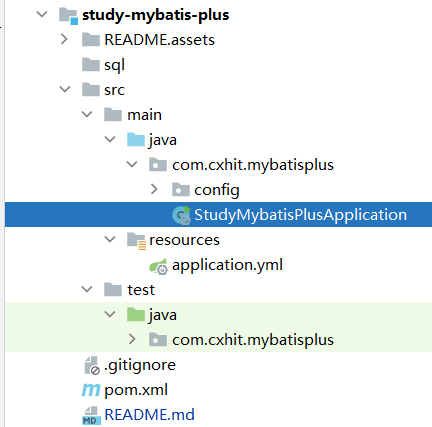 study-mybatis-plus
README.assets
sql
src
main
java
com.cxhit.mybatisplus
config
StudyMybatisPlusApplication
resources
application.yml
test
java
com.cxhit.mybatisplus
.gitignore
pom.xml
README.md